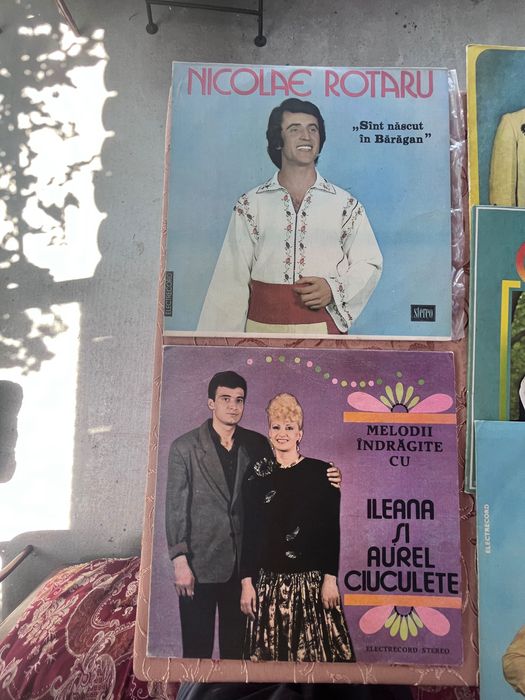 NICOLAE ROTARU
„Sînt născut
în Bărăgan”
ELECTRECORD
stereo
MELODII
ÎNDRĂGITE
CU
ILEANA
ȘI
AUREL
CIUCULETE
ELECTRECORD-STEREO
ELECTRECORD